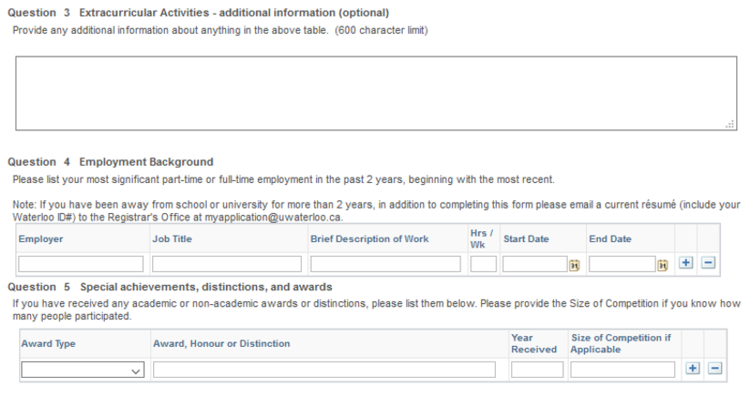 Question 3 Extracurricular Activities - additional information (optional)
Provide any additional information about anything in the above table. (600 character limit)
Question 4 Employment Background
Please list your most significant part-time or full-time employment in the past 2 years, beginning with the most recent.
Note: If you have been away from school or university for more than 2 years, in addition to completing this form please email a current résumé (include your
Waterloo ID#) to the Registrar's Office at myapplication@uwaterloo.ca.
Employer Job Title Brief Description of Work Hrs / Wk Start Date End Date
Question 5 Special achievements, distinctions, and awards
If you have received any academic or non-academic awards or distinctions, please list them below. Please provide the Size of Competition if you know how
many people participated.
Award Type Award, Honour or Distinction Year Received Size of Competition if Applicable